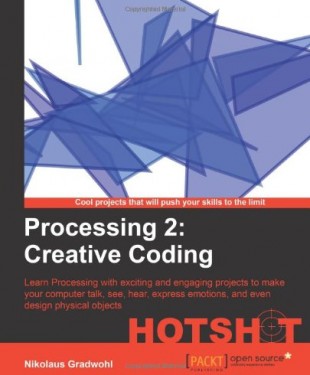 Cool projects that will push your skills to the limit
Processing 2:
Creative Coding
Learn Processing with exciting and engaging projects to make
your computer talk, see, hear, express emotions, and even
design physical objects
HOTSHOT
Nikolaus Gradwohl
[PACKT]
PUBLISHING
open source